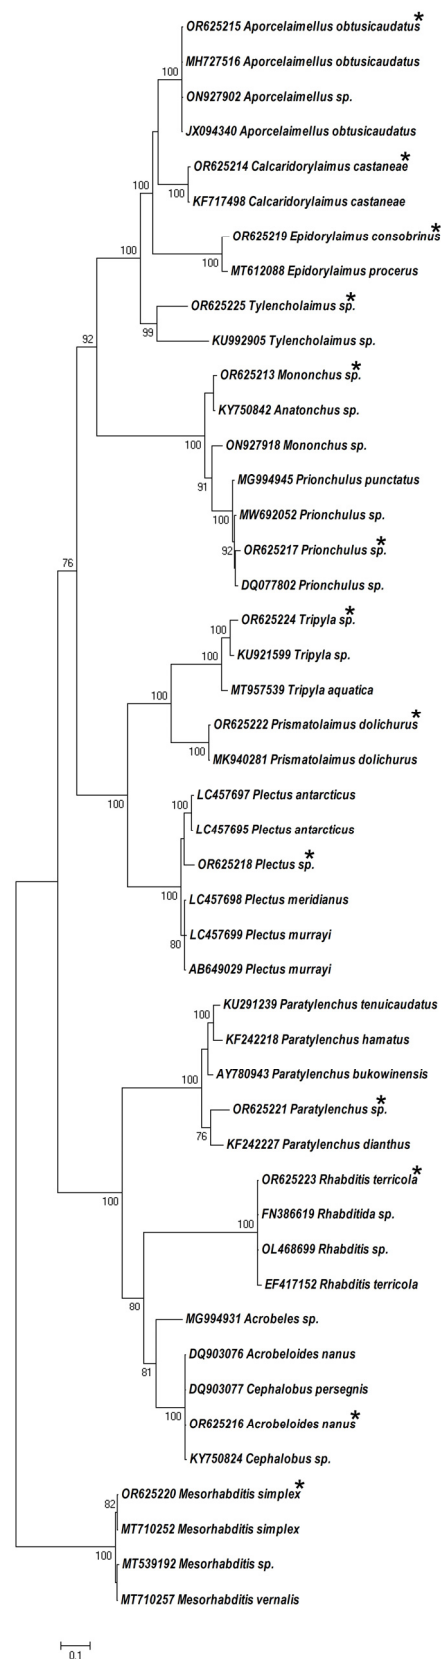 OR625215 Aporcelaimellus obtusicaudatus*
MH727516 Aporcelaimellus obtusicaudatus
100
ON927902 Aporcelaimellus sp.
JX094340 Aporcelaimellus obtusicaudatus
OR625214 Calcaridorylaimus castaneae*
100
100
KF717498 Calcaridorylaimus castaneae
OR625219 Epidorylaimus consobrinus*
100
100
MT612088 Epidorylaimus procerus
OR625225 Tylencholaimus sp.*
99
KU992905 Tylencholaimus sp.
92
OR625213 Mononchus sp.*
KY750842 Anatonchus sp.
100
ON927918 Mononchus sp.
MG994945 Prionchulus punctatus
91
MW692052 Prionchulus sp.
100
OR625217 Prionchulus sp.*
92
76
DQ077802 Prionchulus sp.
OR625224 Tripyla sp.*
100
KU921599 Tripyla sp.
100
MT957539 Tripyla aquatica
100
OR625222 Prismatolaimus dolichurus*
100
MK940281 Prismatolaimus dolichurus
LC457697 Plectus antarcticus
100
100
LC457695 Plectus antarcticus
OR625218 Plectus sp.*
100
LC457698 Plectus meridianus
LC457699 Plectus murrayi
80
AB649029 Plectus murrayi
KU291239 Paratylenchus tenuicaudatus
100
KF242218 Paratylenchus hamatus
AY780943 Paratylenchus bukowinensis
100
OR625221 Paratylenchus sp.*
76
KF242227 Paratylenchus dianthus
OR625223 Rhabditis terricola*
100
FN386619 Rhabditida sp.
100
OL468699 Rhabditis sp.
EF417152 Rhabditis terricola
80
MG994931 Acrobeles sp.
DQ903076 Acrobeloides nanus
81
DQ903077 Cephalobus persegnis
100
OR625216 Acrobeloides nanus*
KY750824 Cephalobus sp.
OR625220 Mesorhabditis simplex*
82
MT710252 Mesorhabditis simplex
100
MT539192 Mesorhabditis sp.
MT710257 Mesorhabditis vernalis
0.1